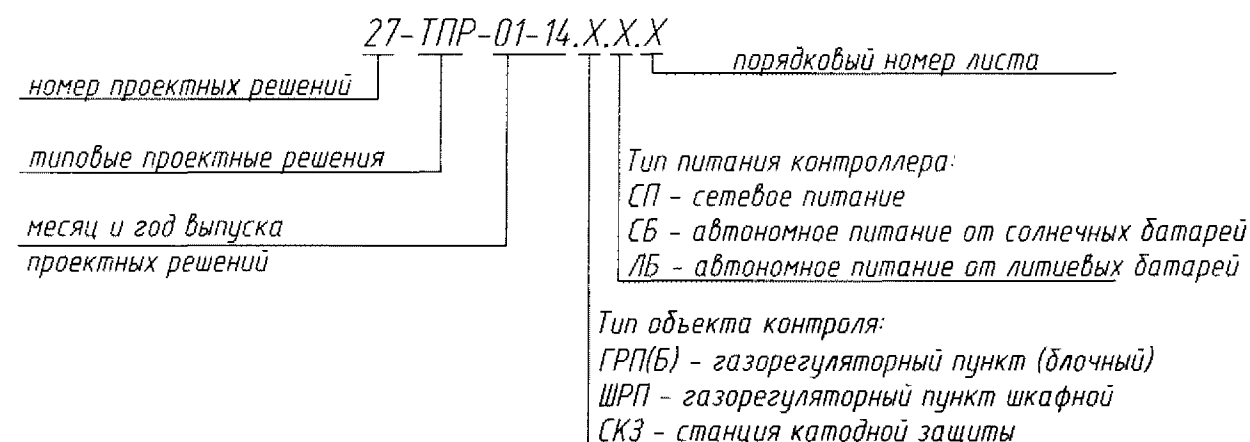 27-ТПР-01-14.Х.Х.Х
порядковый номер листа
номер проектных решений
типовые проектные решения
месяц и год выпуска
проектных решений
Тип питания контроллера:
СП - сетевое питание
СБ - автономное питание от солнечных батарей
ЛБ - автономное питание от литиевых батарей
Тип объекта контроля:
ГРП(Б) - газорегуляторный пункт (блочный)
ШРП - газорегуляторный пункт шкафной
СКЗ - станция катодной защиты